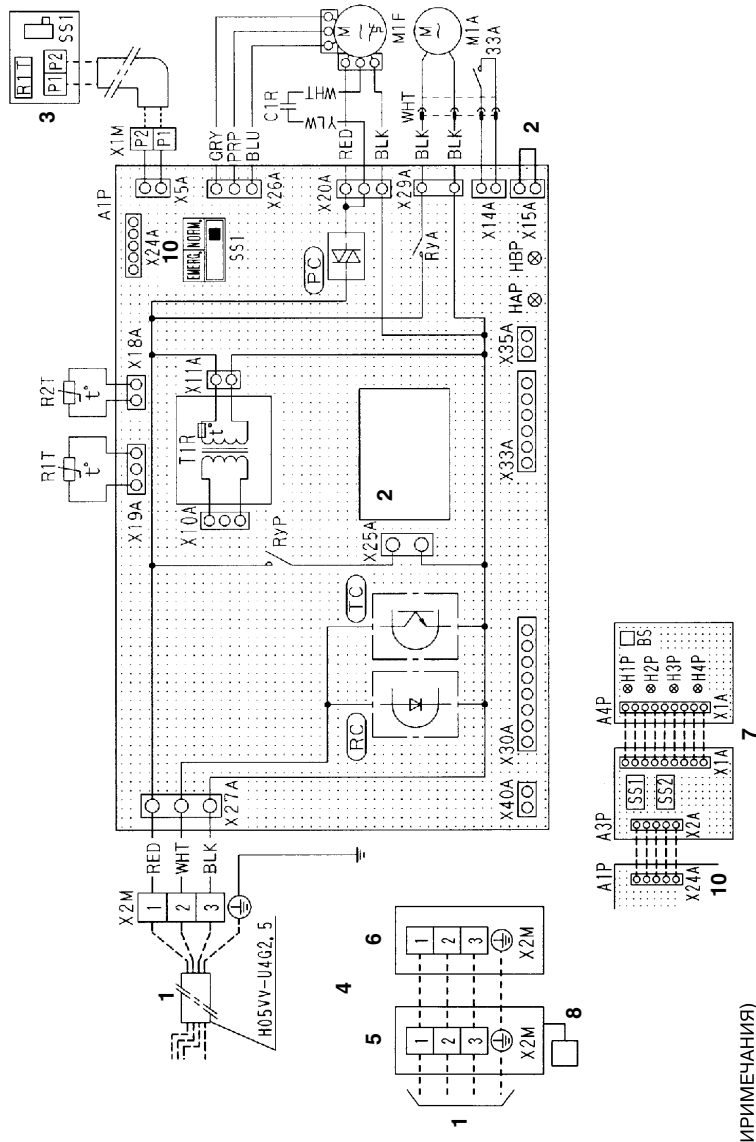 R1T
P1 P2
SS1
3
X1M
P2
P1
A1P
X5A
X24A
10
EMERG. NORM.
SS1
GRY
PRP
BLU
X26A
M
M1F
C1R
WHT
YLW
RED
BLK
X20A
PC
M
~
M1A
WHT
BLK
BLK
X29A
RyA
33A
X14A
X15A
2
HAP HBP
R2T
t°
X18A
R1T
t°
X19A
X11A
T1R
t°
X10A
RyP
X25A
2
X35A
X33A
TC
RC
X30A
X40A
X27A
X2M
RED
WHT
BLK
1
2
3
1
H05VV-U4G2,5
4
5
1
2
3
X2M
6
1
2
3
X2M
8
1
A4P
H1P
H2P
H3P
H4P
BS
X1A
A3P
SS1
SS2
X1A
X2A
A1P
X24A
10
7
ИРИМЕЧАНИЯ)